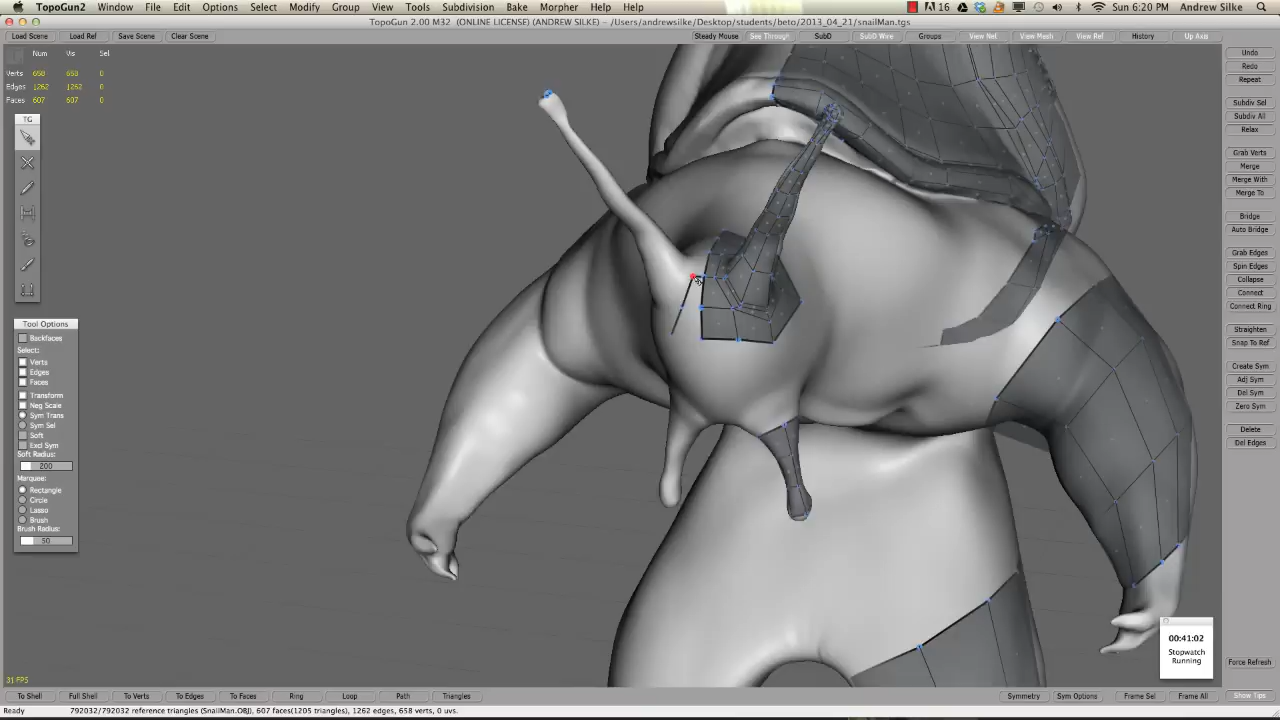 TopoGun2 Window Options Edit File Select Modify Group View Tools Subdivision Bake Morpher Help Help 16 Sun 6:20 PM Andrew Silke
TopoGun 2.00 M32 (ONLINE LICENSE) (ANDREW SILKE) – /Users/andrewsilke/Desktop/students/beto/2013_04_21/snailMan.tgs
Load Scene Load Ref Save Scene Clear Scene Steady Mouse See Through SubD SubD Wire Groups View Net View Mesh View Ref History Up Axis
Num Vis Sel
Verts 658 658 0
Edges 1262 1262 0
Faces 607 607 0
TG
Tool Options
Backfaces
Select:
Verts
Edges
Faces
Transform
Neg Scale
Sym Trans
Sym Sel
Soft
Excl Sym
Soft Radius:
200
Marquee:
Rectangle
Circle
Lasso
Brush
Brush Radius:
50
Undo
Redo
Repeat
Subdiv Sel
Subdiv All
Relax
Grab Verts
Merge
Merge With
Merge To
Bridge
Auto Bridge
Grab Edges
Spin Edges
Collapse
Connect
Connect Ring
Straighten
Snap To Ref
Create Sym
Adj Sym
Del Sym
Zero Sym
Delete
Del Edges
00:41:02
Stopwatch
Running
Force Refresh
31 FPS
To Shell Full Shell To Verts To Edges To Faces Ring Loop Path Triangles Symmetry Sym Options Frame Sel Frame All Show Tips
Ready 792032/792032 reference triangles (SnailMan.OBJ), 607 faces(1205 triangles), 1262 edges, 658 verts, 0 uvs.